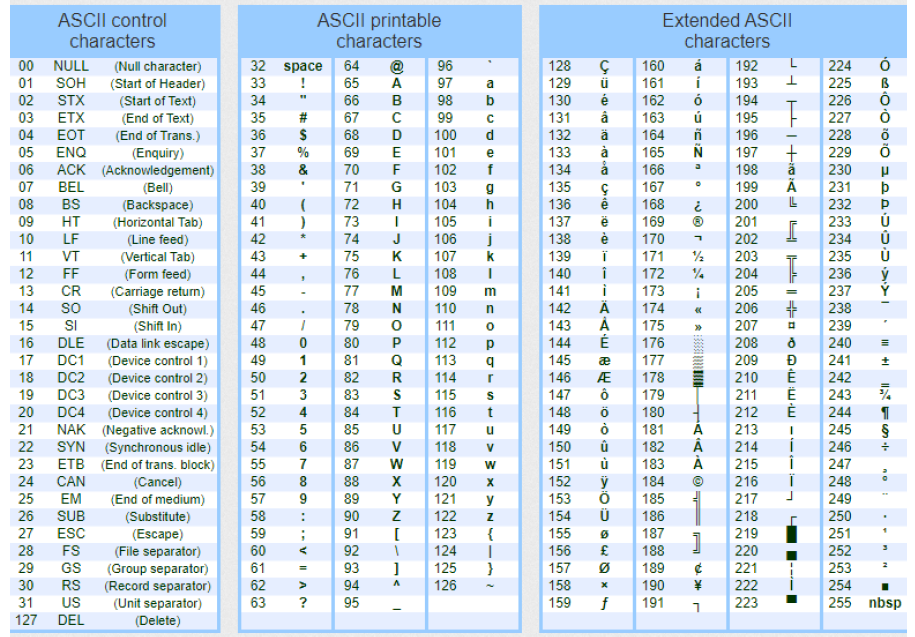 ASCII control ASCII printable Extended ASCII
characters characters characters
00 NULL (Null character) 32 space 64 @ 96 ` 128 Ç 160 á 192 └ 224 Ó
01 SOH (Start of Header) 33 ! 65 A 97 a 129 ü 161 í 193 ┴ 225 ß
02 STX (Start of Text) 34 " 66 B 98 b 130 é 162 ó 194 ┬ 226 Ô
03 ETX (End of Text) 35 # 67 C 99 c 131 â 163 ú 195 ├ 227 Ò
04 EOT (End of Trans.) 36 $ 68 D 100 d 132 ä 164 ñ 196 ─ 228 õ
05 ENQ (Enquiry) 37 % 69 E 101 e 133 à 165 Ñ 197 ┼ 229 Õ
06 ACK (Acknowledgement) 38 & 70 F 102 f 134 å 166 ª 198 ã 230 µ
07 BEL (Bell) 39 ' 71 G 103 g 135 ç 167 º 199 Ã 231 þ
08 BS (Backspace) 40 ( 72 H 104 h 136 ê 168 ¿ 200 ╚ 232 Þ
09 HT (Horizontal Tab) 41 ) 73 I 105 i 137 ë 169 ® 201 ╔ 233 Ú
10 LF (Line feed) 42 * 74 J 106 j 138 è 170 ¬ 202 ╩ 234 Û
11 VT (Vertical Tab) 43 + 75 K 107 k 139 ï 171 ½ 203 ╦ 235 Ù
12 FF (Form feed) 44 , 76 L 108 l 140 î 172 ¼ 204 ╠ 236 ý
13 CR (Carriage return) 45 - 77 M 109 m 141 ì 173 ¡ 205 ═ 237 Ý
14 SO (Shift Out) 46 . 78 N 110 n 142 Ä 174 « 206 ╬ 238 ¯
15 SI (Shift In) 47 / 79 O 111 o 143 Å 175 » 207 ¤ 239 ´
16 DLE (Data link escape) 48 0 80 P 112 p 144 É 176 ░ 208 ð 240 ≡
17 DC1 (Device control 1) 49 1 81 Q 113 q 145 æ 177 ▒ 209 Ð 241 ±
18 DC2 (Device control 2) 50 2 82 R 114 r 146 Æ 178 ▓ 210 Ê 242 ‗
19 DC3 (Device control 3) 51 3 83 S 115 s 147 ô 179 │ 211 Ë 243 ¾
20 DC4 (Device control 4) 52 4 84 T 116 t 148 ö 180 ┤ 212 È 244 ¶
21 NAK (Negative acknowl.) 53 5 85 U 117 u 149 ò 181 Á 213 ı 245 §
22 SYN (Synchronous idle) 54 6 86 V 118 v 150 û 182 Â 214 Í 246 ÷
23 ETB (End of trans. block) 55 7 87 W 119 w 151 ù 183 À 215 Î 247 ¸
24 CAN (Cancel) 56 8 88 X 120 x 152 ÿ 184 © 216 Ï 248 °
25 EM (End of medium) 57 9 89 Y 121 y 153 Ö 185 ╣ 217 ┘ 249 ¨
26 SUB (Substitute) 58 : 90 Z 122 z 154 Ü 186 ║ 218 ┌ 250 ·
27 ESC (Escape) 59 ; 91 [ 123 { 155 ø 187 ╗ 219 █ 251 ¹
28 FS (File separator) 60 < 92 \ 124 | 156 £ 188 ╝ 220 ▄ 252 ³
29 GS (Group separator) 61 = 93 ] 125 } 157 Ø 189 ¢ 221 ¦ 253 ²
30 RS (Record separator) 62 > 94 ^ 126 ~ 158 × 190 ¥ 222 Ì 254 ■
31 US (Unit separator) 63 ? 95 _ 159 ƒ 191 ┐ 223 ▀ 255 nbsp
127 DEL (Delete)